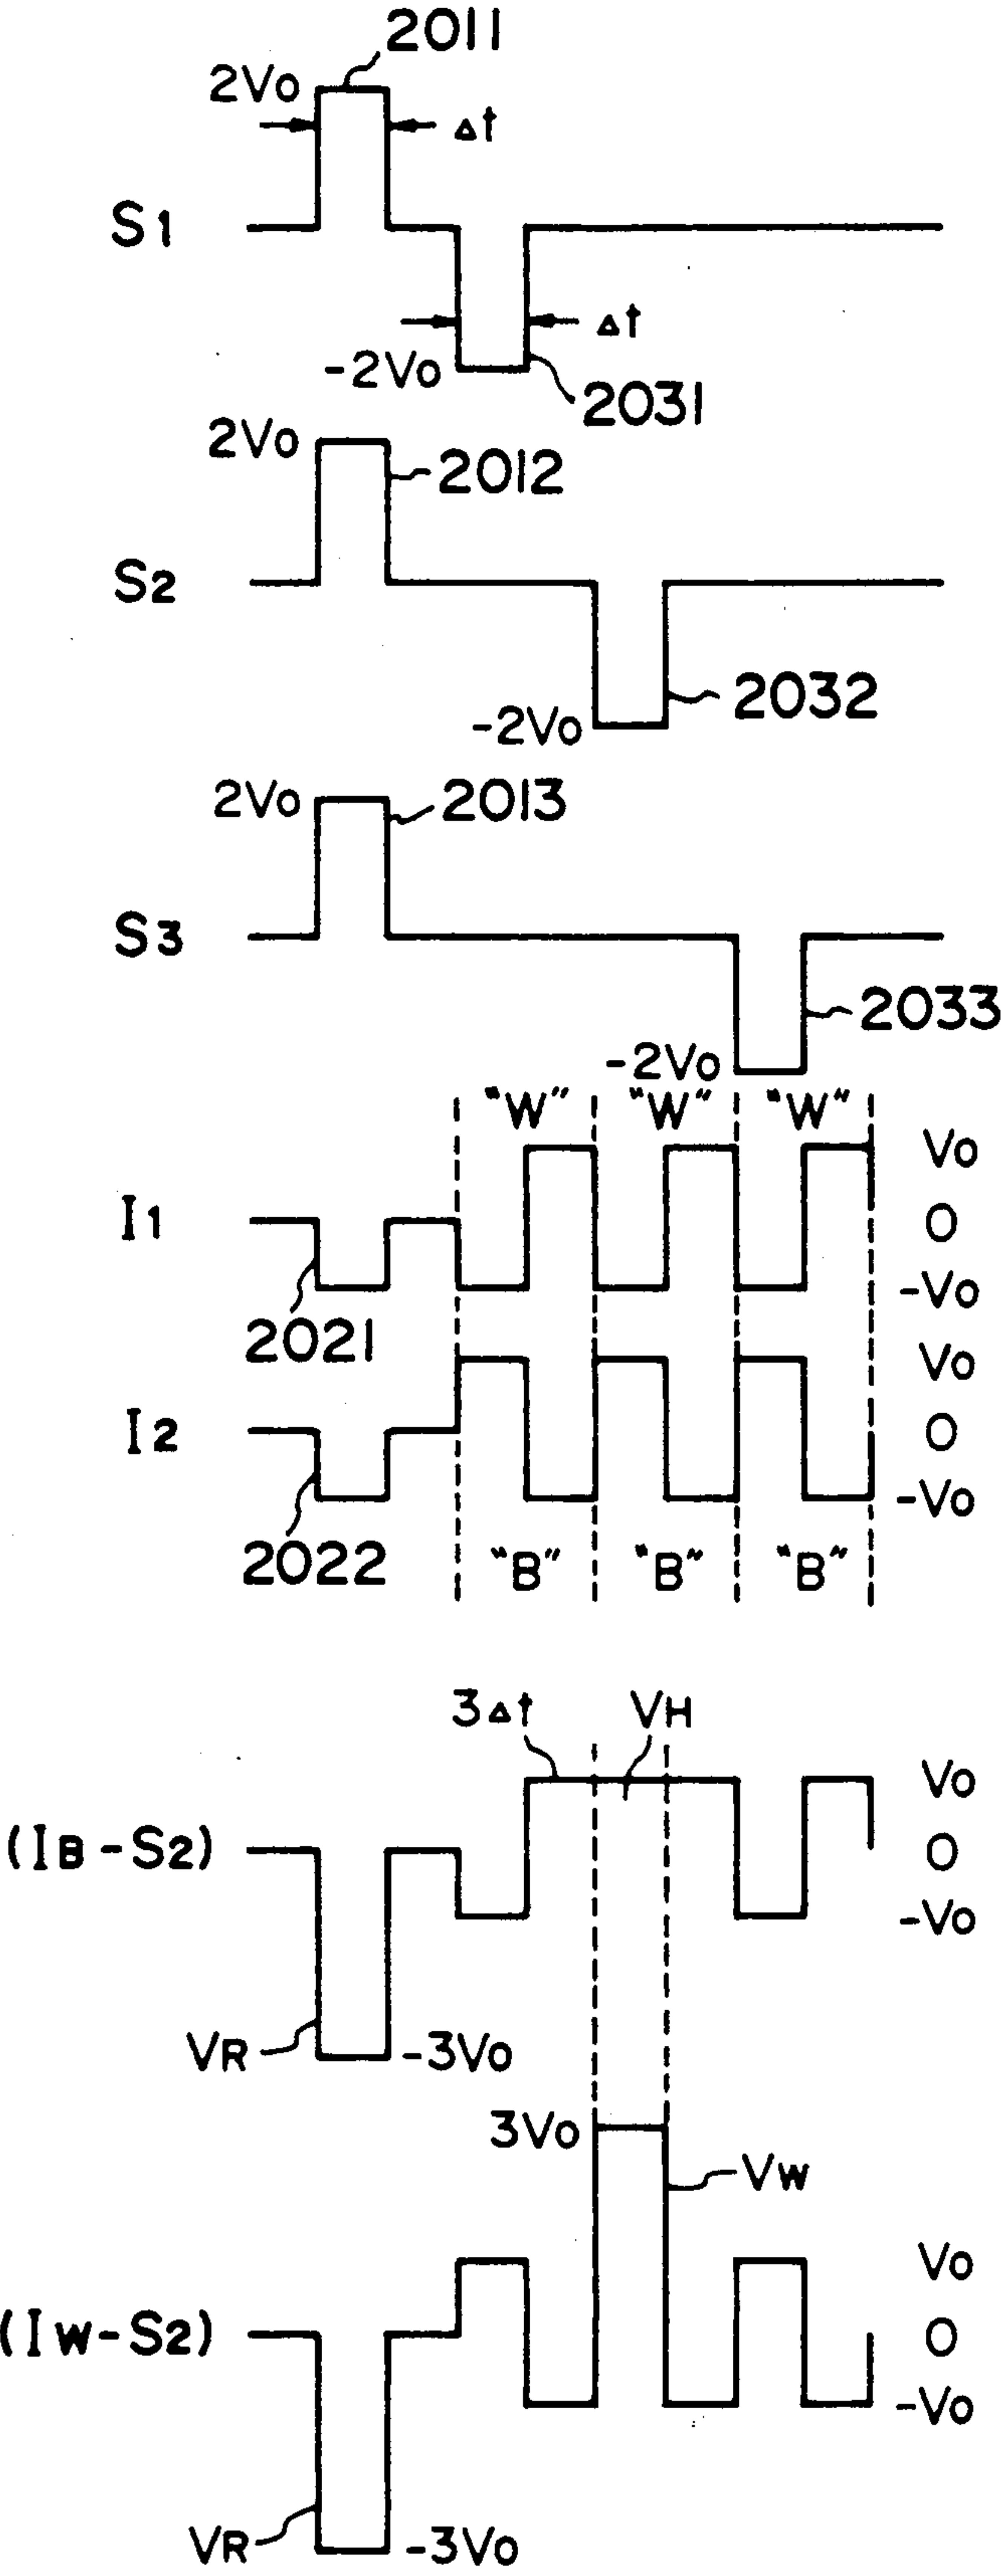 2011
2Vo
Δt
S1
Δt
-2Vo
2031
2Vo
2012
S2
2032
-2Vo
2Vo
2013
S3
2033
-2Vo
"W" "W" "W"
Vo
I1
0
-Vo
2021
Vo
I2
0
-Vo
2022
"B" "B" "B"
3Δt
VH
Vo
(IB-S2)
0
-Vo
VR
-3Vo
3Vo
VW
Vo
(IW-S2)
0
-Vo
VR
-3Vo